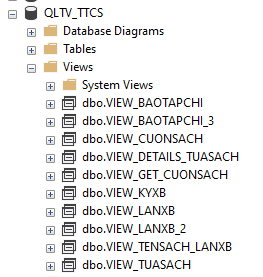 QLTV_TTCS
Database Diagrams
Tables
Views
System Views
dbo.VIEW_BAOTAPCHI
dbo.VIEW_BAOTAPCHI_3
dbo.VIEW_CUONSACH
dbo.VIEW_DETAILS_TUASACH
dbo.VIEW_GET_CUONSACH
dbo.VIEW_KYXB
dbo.VIEW_LANXB
dbo.VIEW_LANXB_2
dbo.VIEW_TENSACH_LANXB
dbo.VIEW_TUASACH